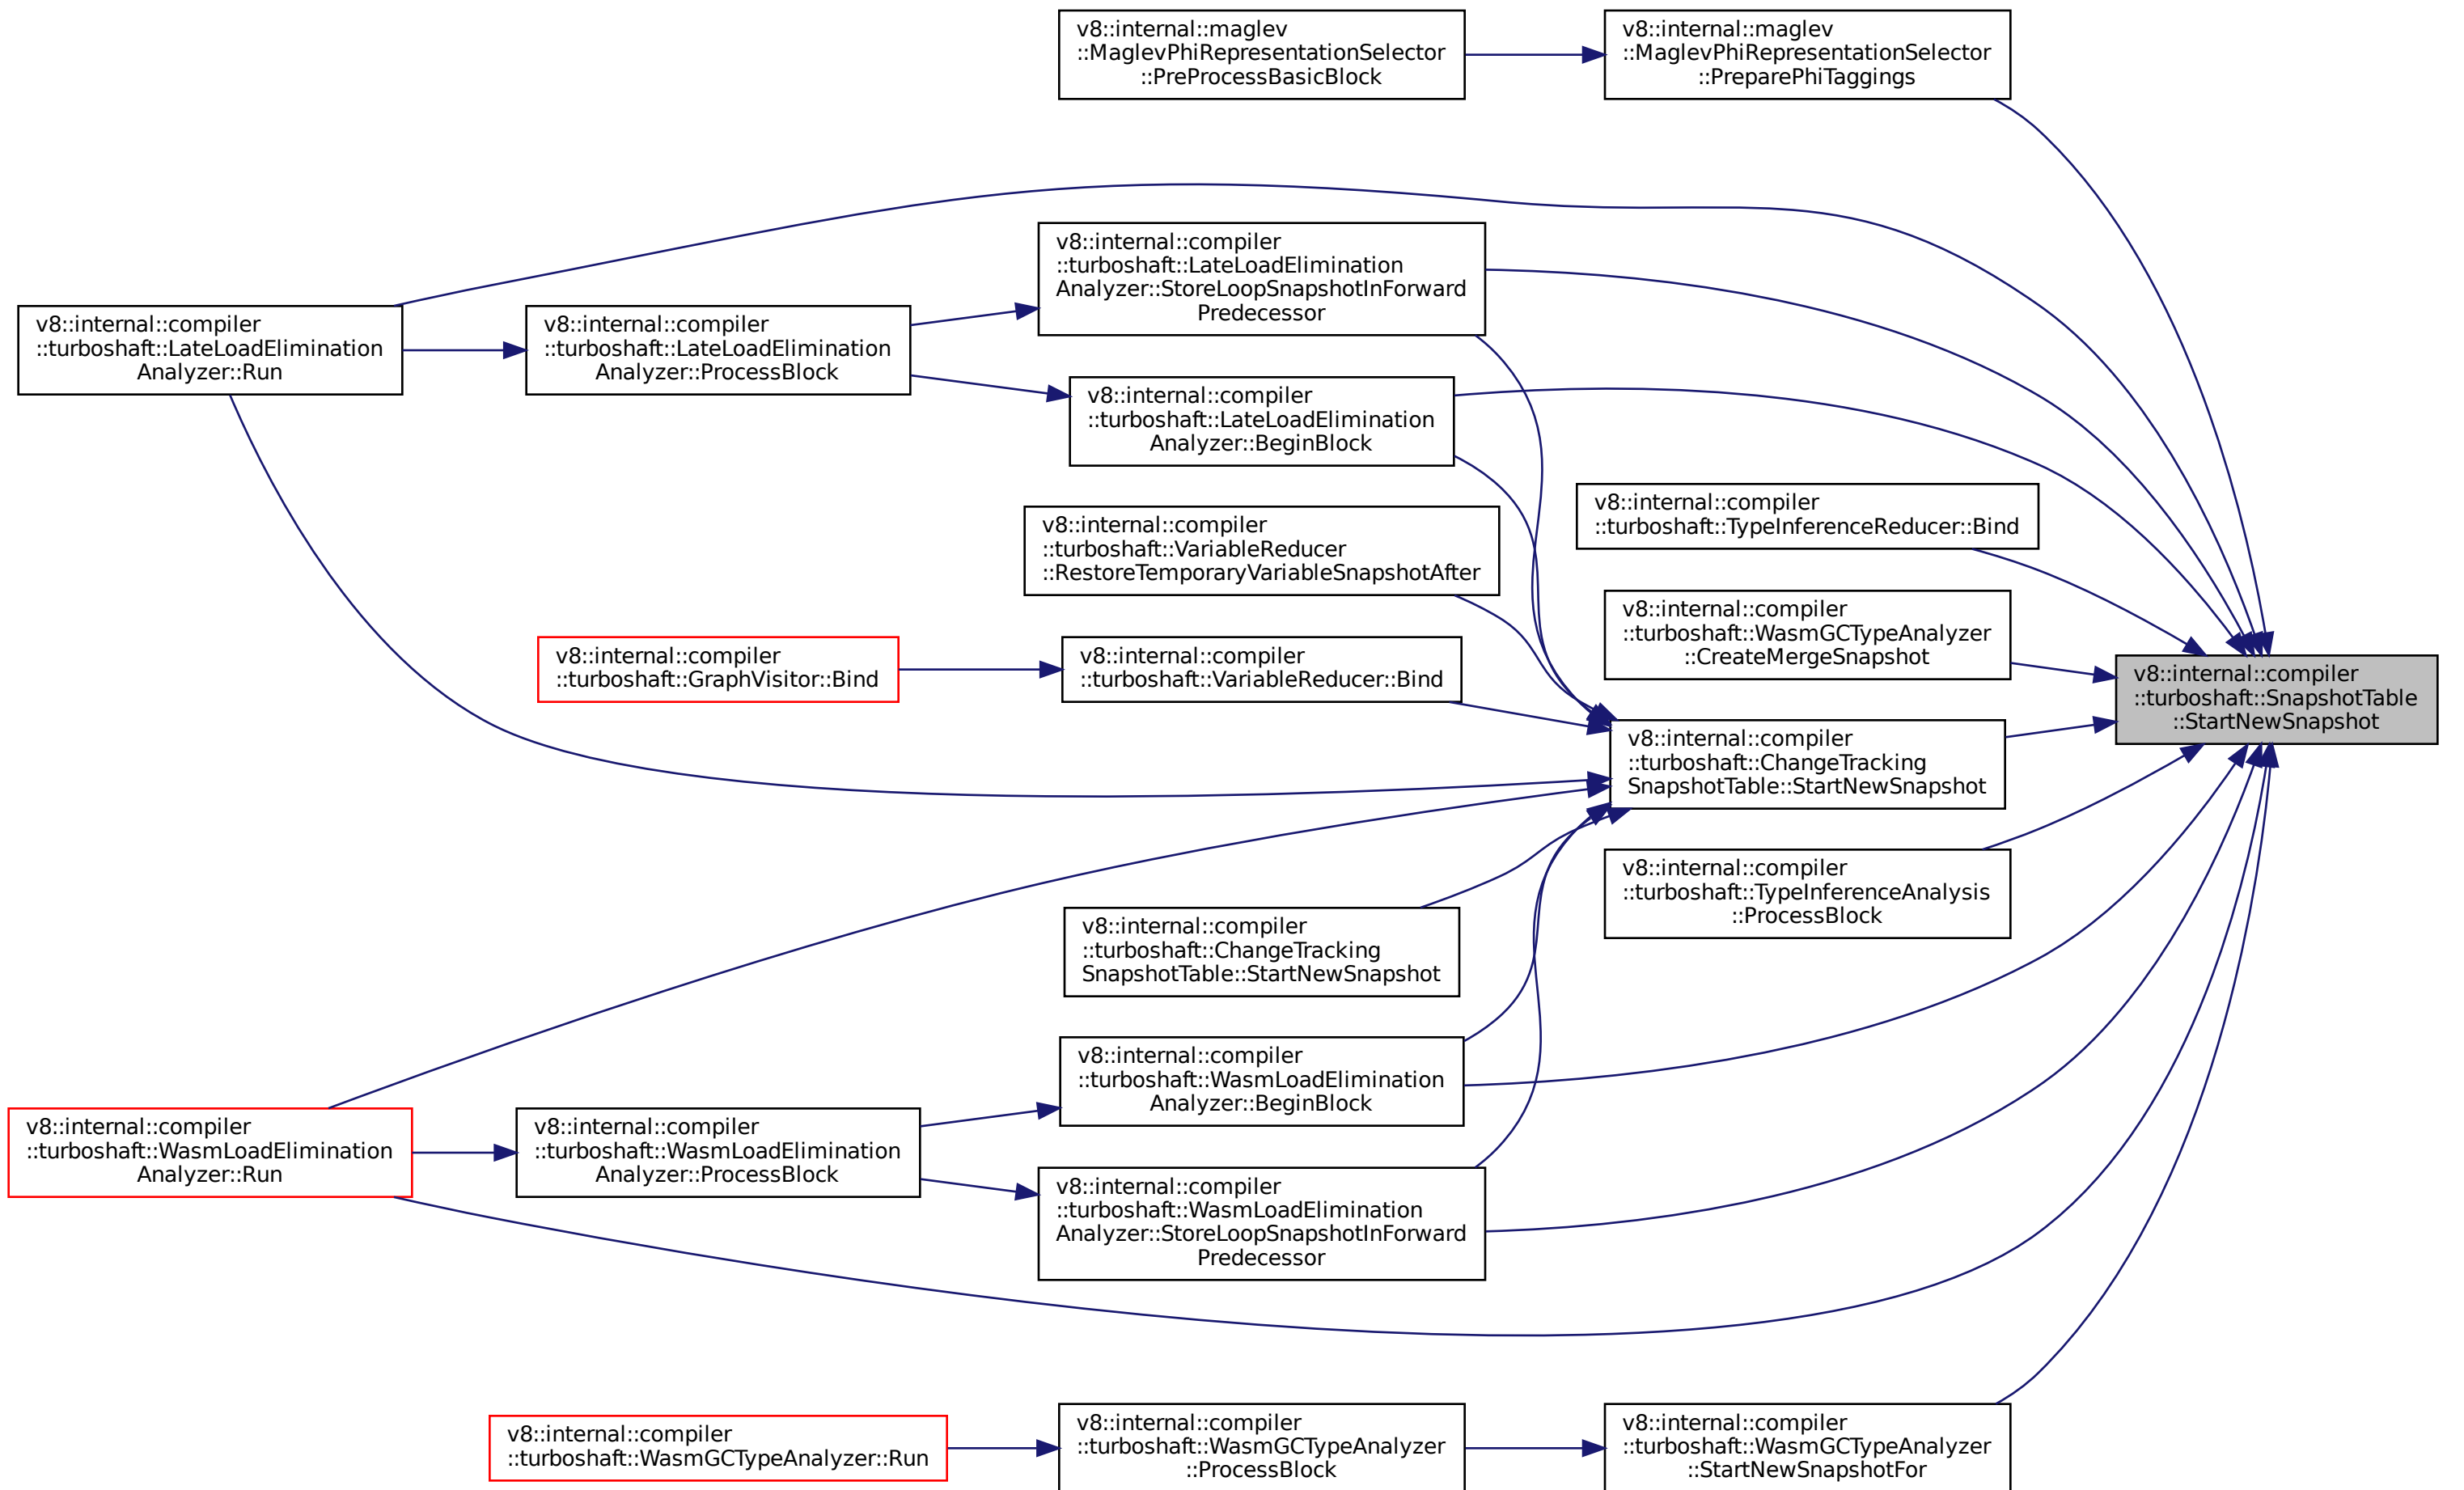 v8::internal::maglev
::MaglevPhiRepresentationSelector
::PreProcessBasicBlock
v8::internal::maglev
::MaglevPhiRepresentationSelector
::PreparePhiTaggings
v8::internal::compiler
::turboshaft::LateLoadElimination
Analyzer::StoreLoopSnapshotInForward
Predecessor
v8::internal::compiler
::turboshaft::LateLoadElimination
Analyzer::Run
v8::internal::compiler
::turboshaft::LateLoadElimination
Analyzer::ProcessBlock
v8::internal::compiler
::turboshaft::LateLoadElimination
Analyzer::BeginBlock
v8::internal::compiler
::turboshaft::TypeInferenceReducer::Bind
v8::internal::compiler
::turboshaft::VariableReducer
::RestoreTemporaryVariableSnapshotAfter
v8::internal::compiler
::turboshaft::WasmGCTypeAnalyzer
::CreateMergeSnapshot
v8::internal::compiler
::turboshaft::GraphVisitor::Bind
v8::internal::compiler
::turboshaft::VariableReducer::Bind
v8::internal::compiler
::turboshaft::SnapshotTable
::StartNewSnapshot
v8::internal::compiler
::turboshaft::ChangeTracking
SnapshotTable::StartNewSnapshot
v8::internal::compiler
::turboshaft::TypeInferenceAnalysis
::ProcessBlock
v8::internal::compiler
::turboshaft::ChangeTracking
SnapshotTable::StartNewSnapshot
v8::internal::compiler
::turboshaft::WasmLoadElimination
Analyzer::BeginBlock
v8::internal::compiler
::turboshaft::WasmLoadElimination
Analyzer::Run
v8::internal::compiler
::turboshaft::WasmLoadElimination
Analyzer::ProcessBlock
v8::internal::compiler
::turboshaft::WasmLoadElimination
Analyzer::StoreLoopSnapshotInForward
Predecessor
v8::internal::compiler
::turboshaft::WasmGCTypeAnalyzer::Run
v8::internal::compiler
::turboshaft::WasmGCTypeAnalyzer
::ProcessBlock
v8::internal::compiler
::turboshaft::WasmGCTypeAnalyzer
::StartNewSnapshotFor